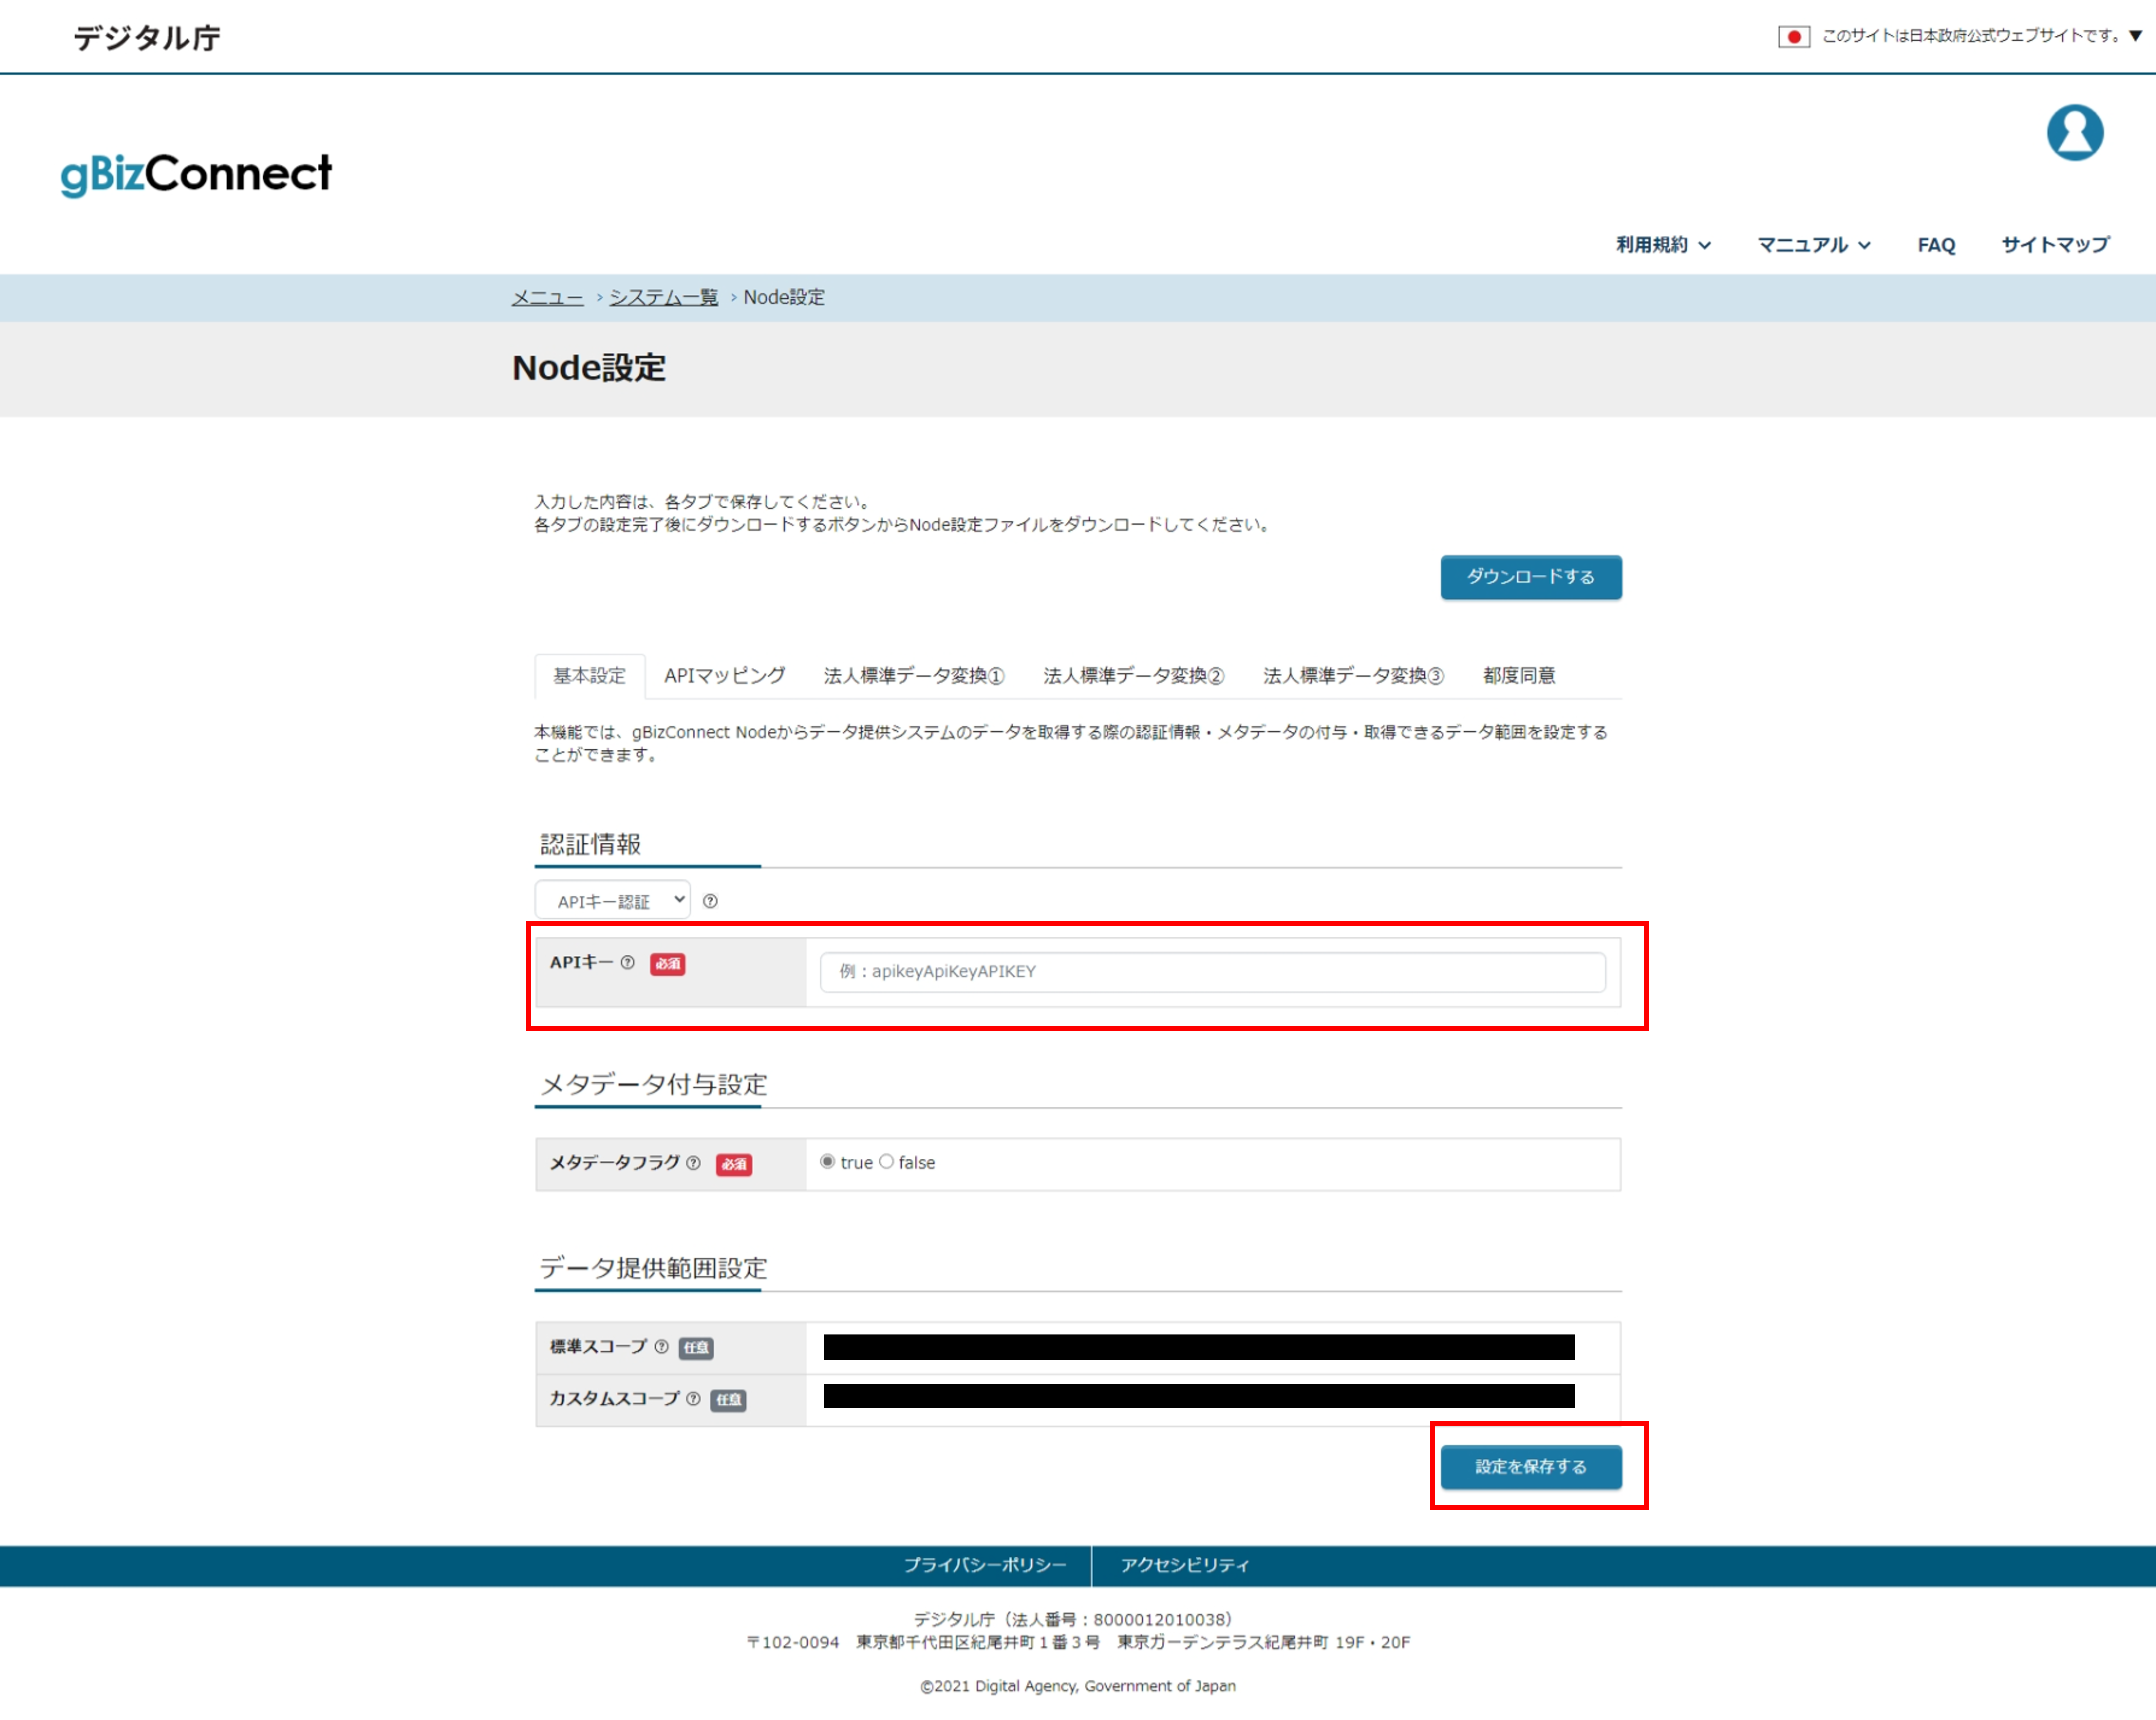 デジタル庁
このサイトは日本政府公式ウェブサイトです。▼
gBizConnect
利用規約 マニュアル FAQ サイトマップ
メニュー > システム一覧 > Node設定
Node設定
入力した内容は、各タブで保存してください。
各タブの設定完了後にダウンロードするボタンからNode設定ファイルをダウンロードしてください。
ダウンロードする
基本設定 APIマッピング 法人標準データ変換① 法人標準データ変換② 法人標準データ変換③ 都度同意
本機能では、gBizConnect Nodeからデータ提供システムのデータを取得する際の認証情報・メタデータの付与・取得できるデータ範囲を設定する
ことができます。
認証情報
APIキー認証 ?
APIキー ? 必須 例：apikeyApiKeyAPIKEY
メタデータ付与設定
メタデータフラグ ? 必須 true false
データ提供範囲設定
標準スコープ ? 任意
カスタムスコープ ? 任意
設定を保存する
プライバシーポリシー アクセシビリティ
デジタル庁（法人番号：8000012010038）
〒102-0094　東京都千代田区紀尾井町１番３号　東京ガーデンテラス紀尾井町 19F・20F
©2021 Digital Agency, Government of Japan